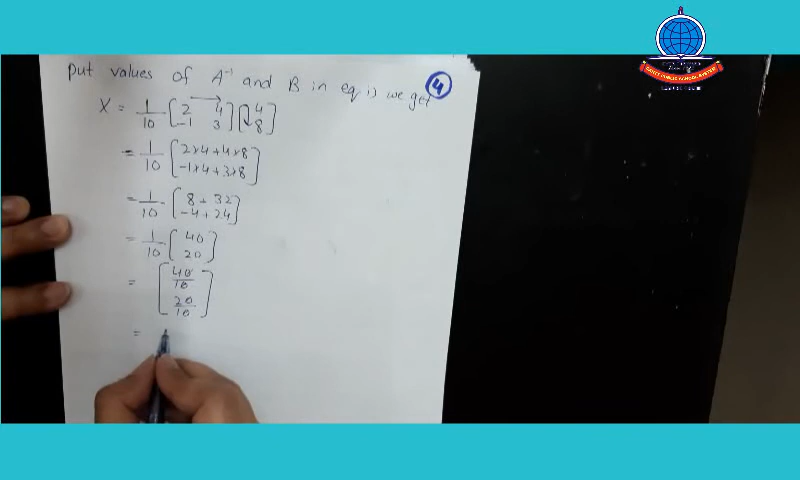 put values of A⁻¹ and B in eq is we get
4
X = 1/10 [2 4 -1 3] [4 8]
= 1/10 [2×4+4×8 -1×4+3×8]
= 1/10 [8+32 -4+24]
= 1/10 [40 20]
= [40/10 20/10]
=